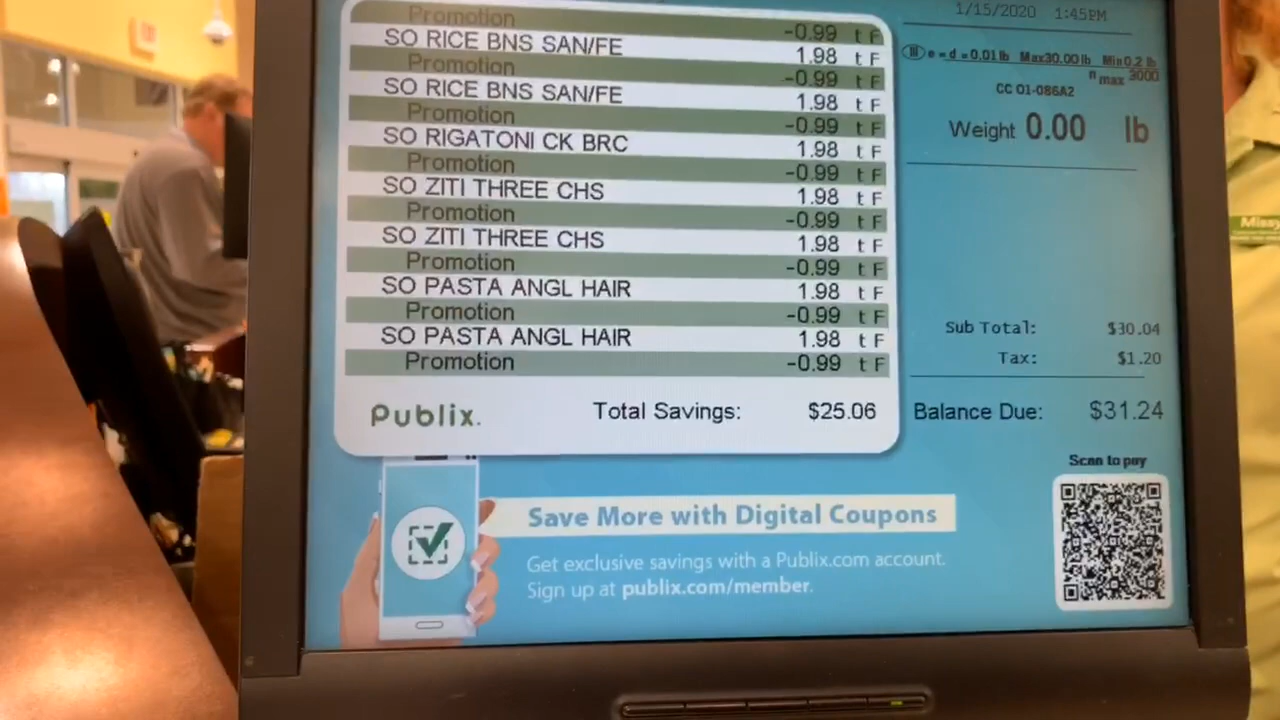 Promotion -0.99 t F
SO RICE BNS SAN/FE 1.98 t F
Promotion -0.99 t F
SO RICE BNS SAN/FE 1.98 t F
Promotion -0.99 t F
SO RIGATONI CK BRC 1.98 t F
Promotion -0.99 t F
SO ZITI THREE CHS 1.98 t F
Promotion -0.99 t F
SO ZITI THREE CHS 1.98 t F
Promotion -0.99 t F
SO PASTA ANGL HAIR 1.98 t F
Promotion -0.99 t F
SO PASTA ANGL HAIR 1.98 t F
Promotion -0.99 t F
Publix. Total Savings: $25.06
1/15/2020 1:45PM
III e = d = 0.01 lb Max30.00 lb Min0.2 lb
n max 3000
CC 01-086A2
Weight 0.00 lb
Sub Total: $30.04
Tax: $1.20
Balance Due: $31.24
Scan to pay
Save More with Digital Coupons
Get exclusive savings with a Publix.com account.
Sign up at publix.com/member.
Missy